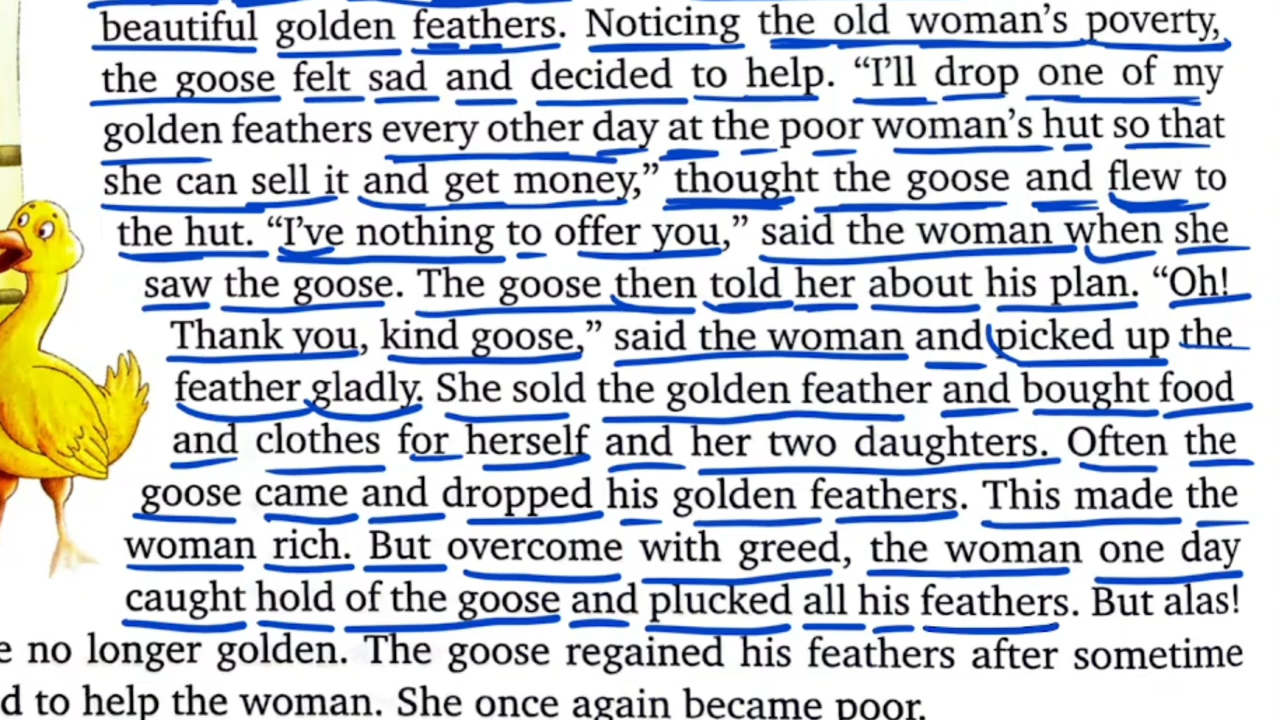 beautiful golden feathers. Noticing the old woman's poverty,
the goose felt sad and decided to help. "I'll drop one of my
golden feathers every other day at the poor woman's hut so that
she can sell it and get money," thought the goose and flew to
the hut. "I've nothing to offer you," said the woman when she
saw the goose. The goose then told her about his plan. "Oh!
Thank you, kind goose," said the woman and picked up the
feather gladly. She sold the golden feather and bought food
and clothes for herself and her two daughters. Often the
goose came and dropped his golden feathers. This made the
woman rich. But overcome with greed, the woman one day
caught hold of the goose and plucked all his feathers. But alas!
no longer golden. The goose regained his feathers after sometime
to help the woman. She once again became poor.